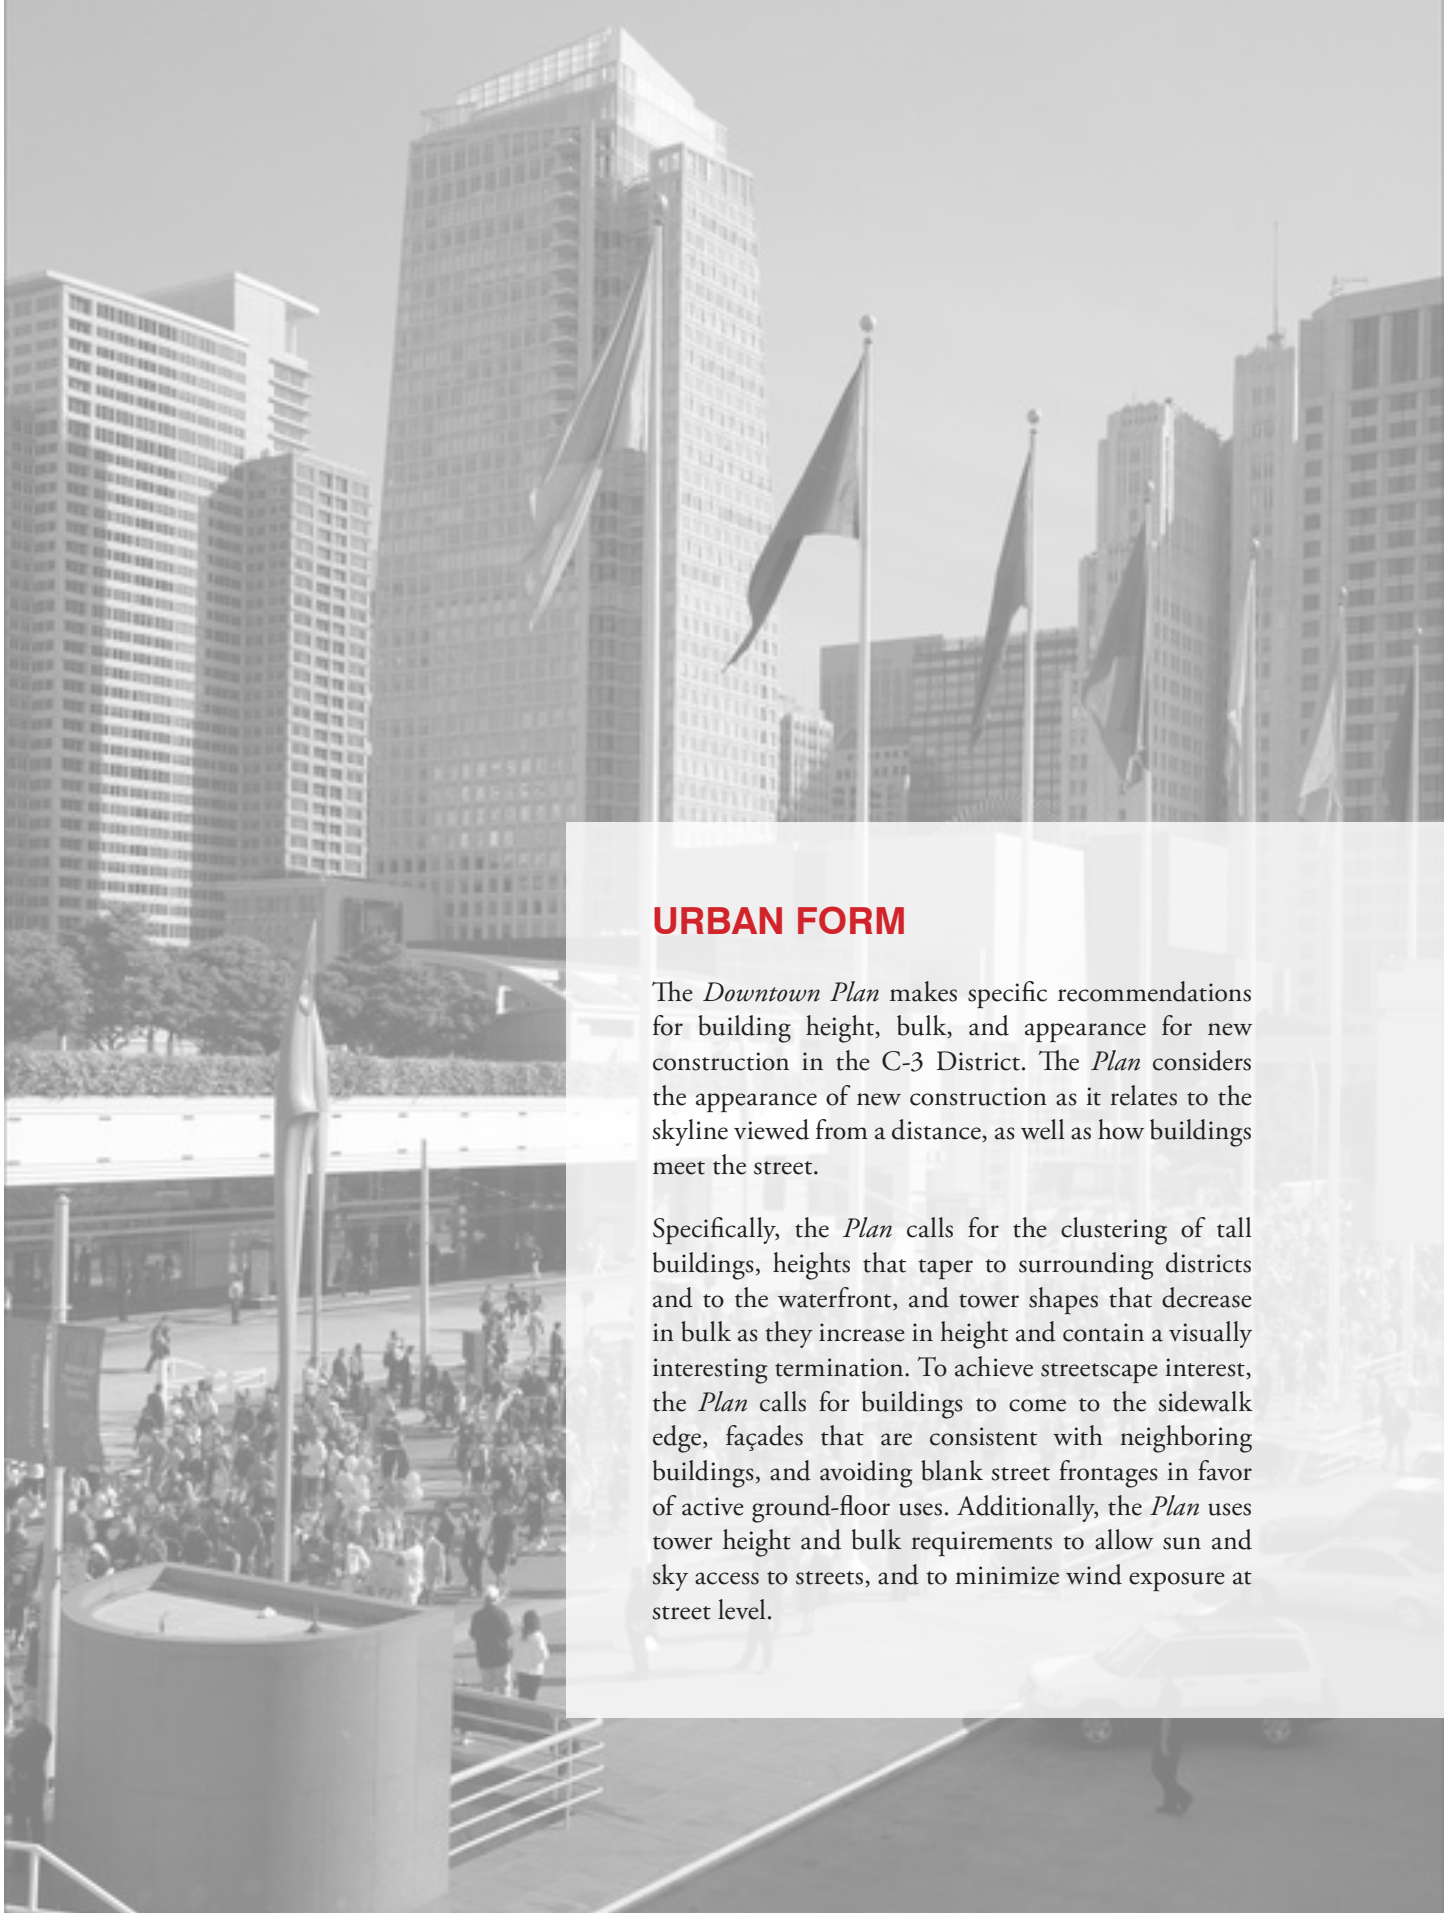 URBAN FORM
The Downtown Plan makes specific recommendations
for building height, bulk, and appearance for new
construction in the C-3 District. The Plan considers
the appearance of new construction as it relates to the
skyline viewed from a distance, as well as how buildings
meet the street.
Specifically, the Plan calls for the clustering of tall
buildings, heights that taper to surrounding districts
and to the waterfront, and tower shapes that decrease
in bulk as they increase in height and contain a visually
interesting termination. To achieve streetscape interest,
the Plan calls for buildings to come to the sidewalk
edge, façades that are consistent with neighboring
buildings, and avoiding blank street frontages in favor
of active ground-floor uses. Additionally, the Plan uses
tower height and bulk requirements to allow sun and
sky access to streets, and to minimize wind exposure at
street level.